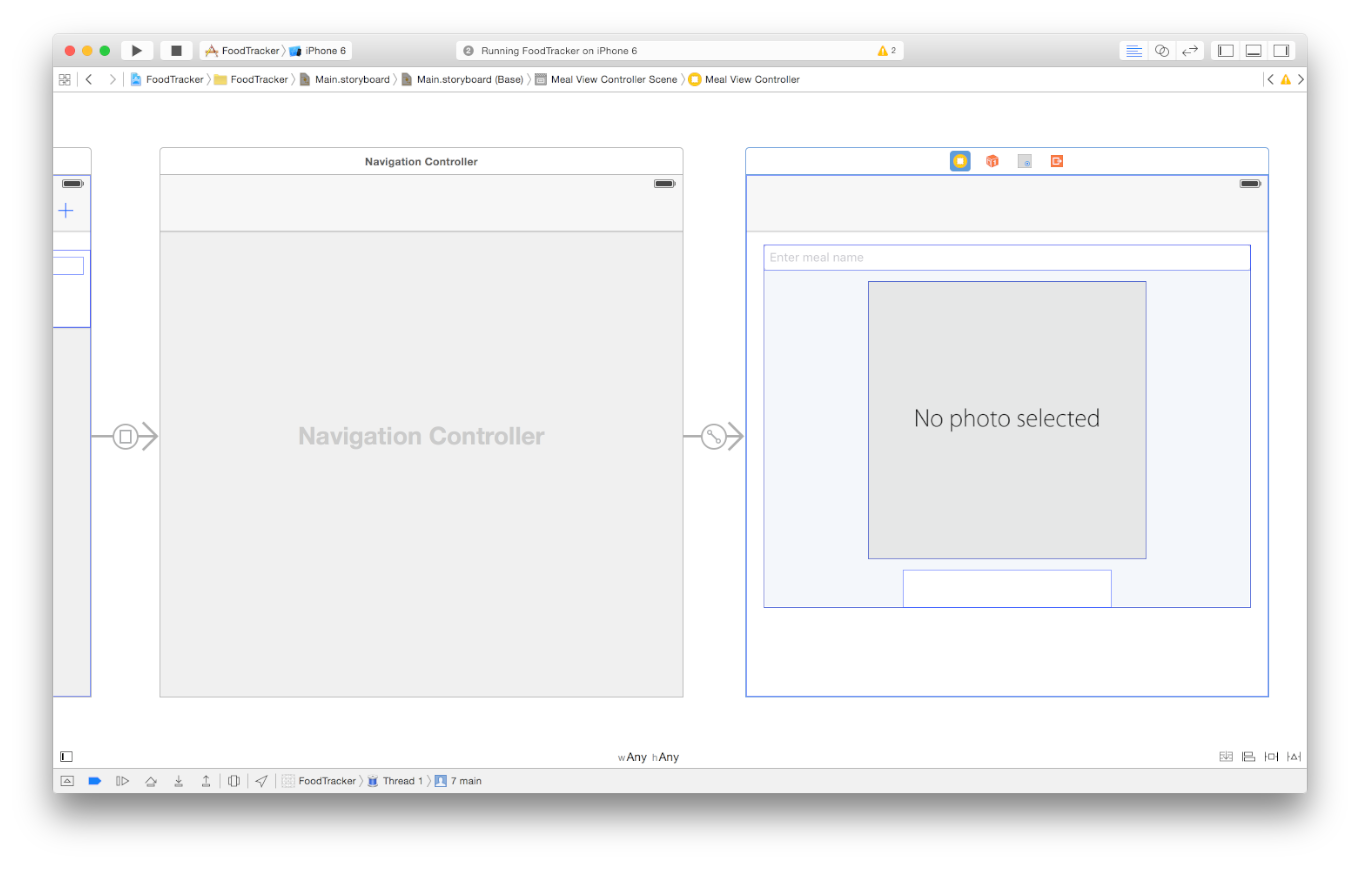 FoodTracker iPhone 6
2 Running FoodTracker on iPhone 6
2
FoodTracker FoodTracker Main.storyboard Main.storyboard (Base) Meal View Controller Scene Meal View Controller
Navigation Controller
Enter meal name
No photo selected
Navigation Controller
wAny hAny
FoodTracker Thread 1 7 main